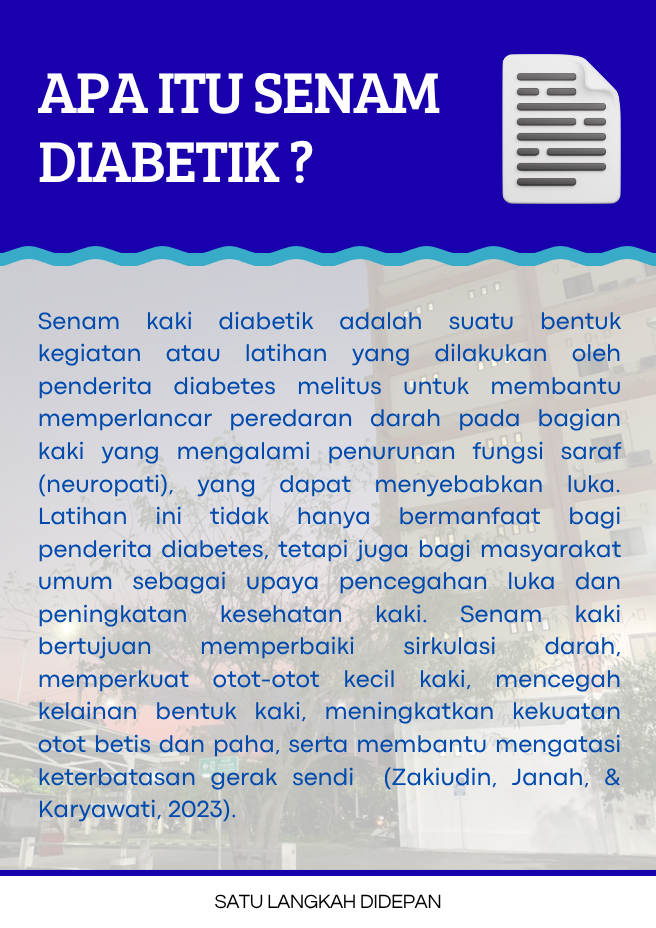 APA ITU SENAM
DIABETIK ?
Senam kaki diabetik adalah suatu bentuk
kegiatan atau latihan yang dilakukan oleh
penderita diabetes melitus untuk membantu
memperlancar peredaran darah pada bagian
kaki yang mengalami penurunan fungsi saraf
(neuropati), yang dapat menyebabkan luka.
Latihan ini tidak hanya bermanfaat bagi
penderita diabetes, tetapi juga bagi masyarakat
umum sebagai upaya pencegahan luka dan
peningkatan kesehatan kaki. Senam kaki
bertujuan memperbaiki sirkulasi darah,
memperkuat otot-otot kecil kaki, mencegah
kelainan bentuk kaki, meningkatkan kekuatan
otot betis dan paha, serta membantu mengatasi
keterbatasan gerak sendi (Zakiudin, Janah, &
Karyawati, 2023).
SATU LANGKAH DIDEPAN